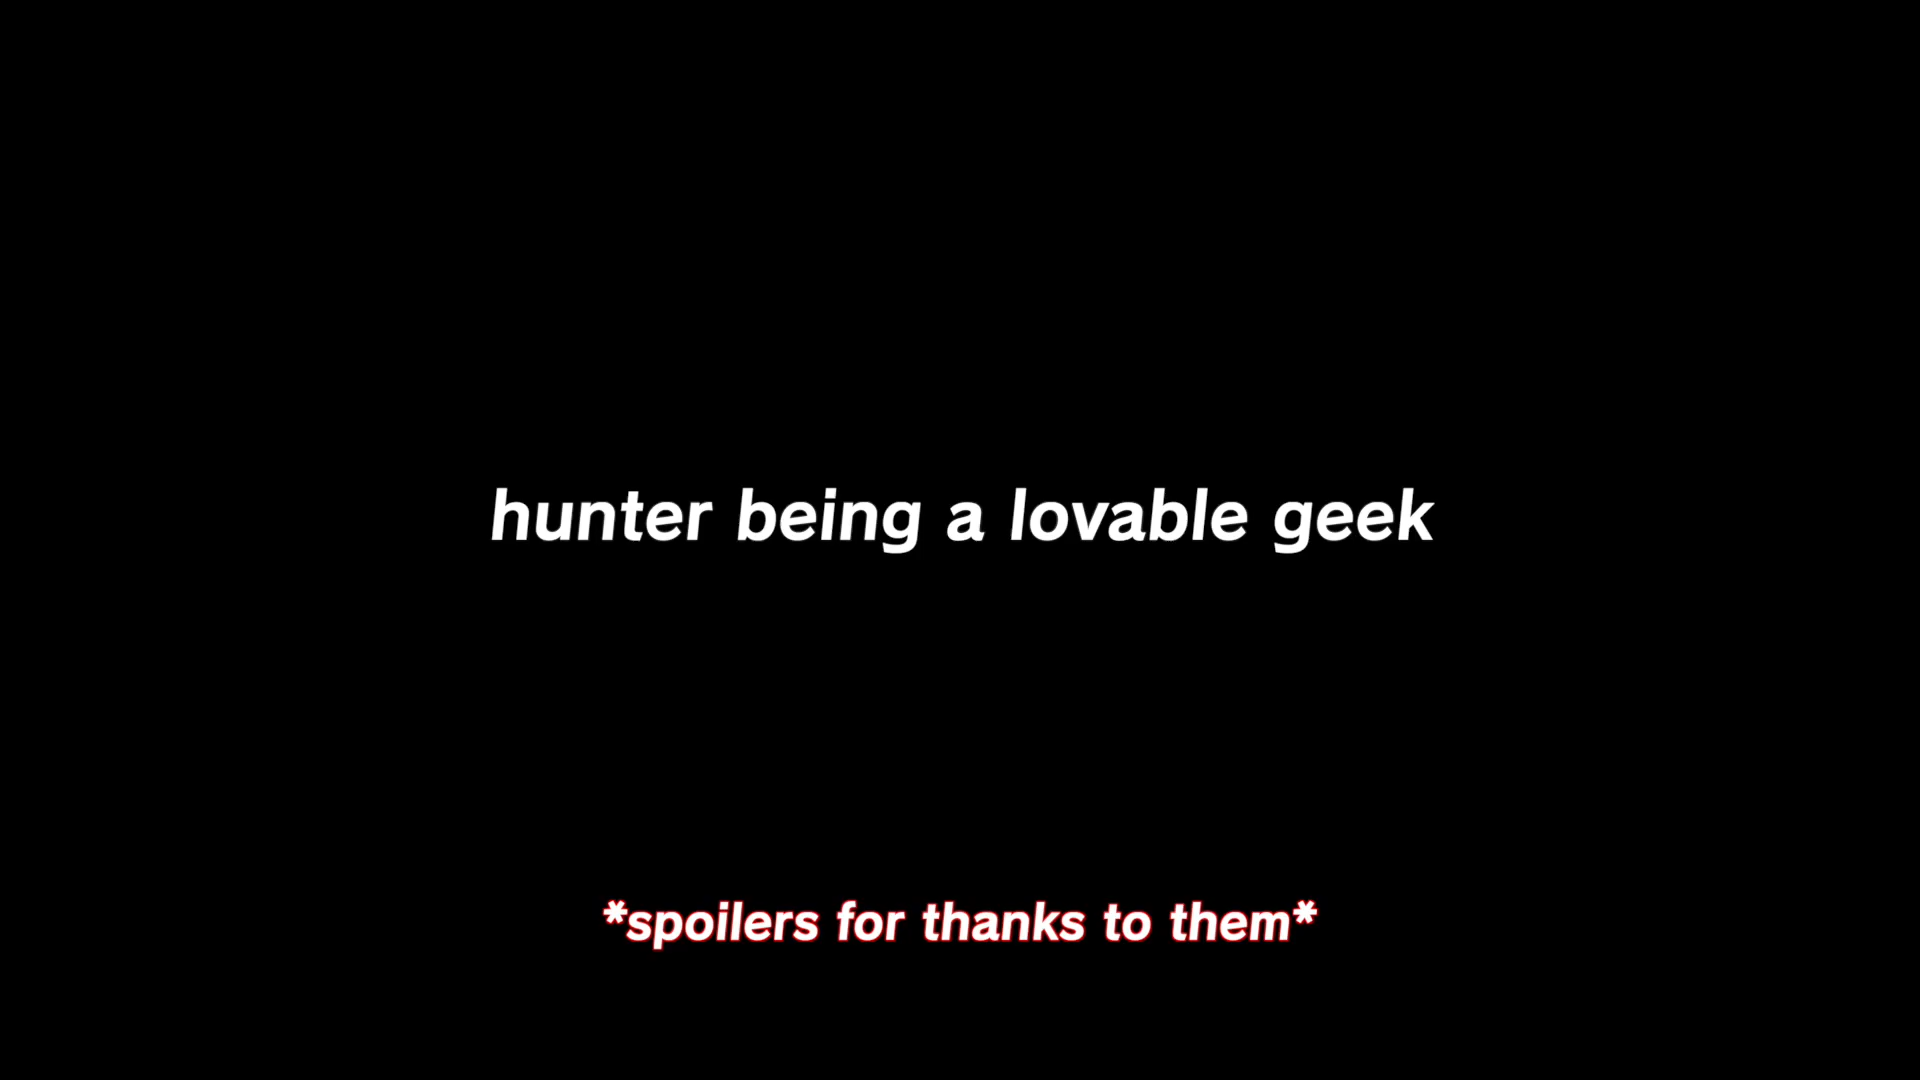 hunter being a lovable geek
*spoilers for thanks to them*